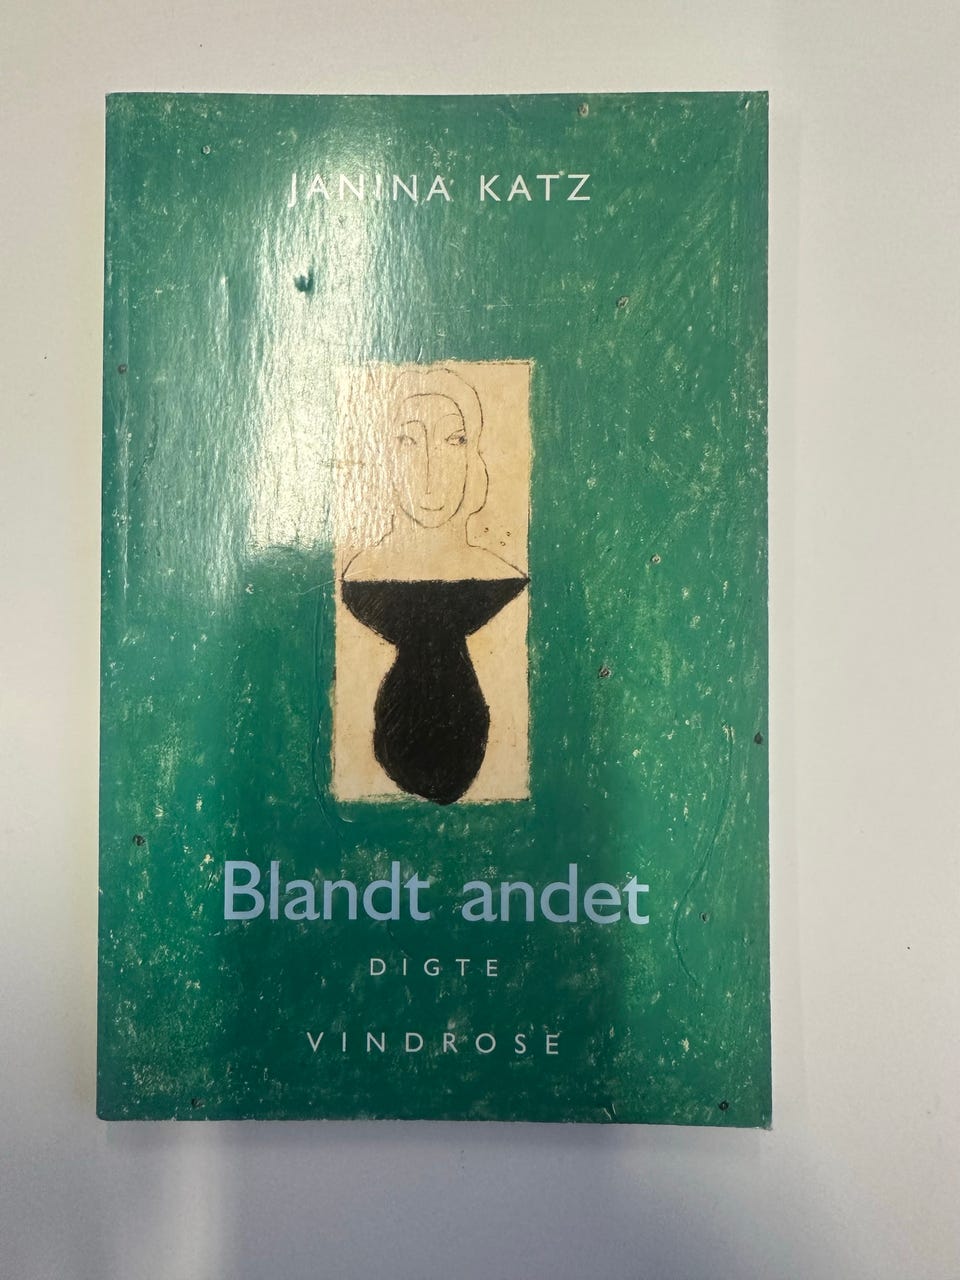 JANINA KATZ
Blandt andet
DIGTE
VINDROSE